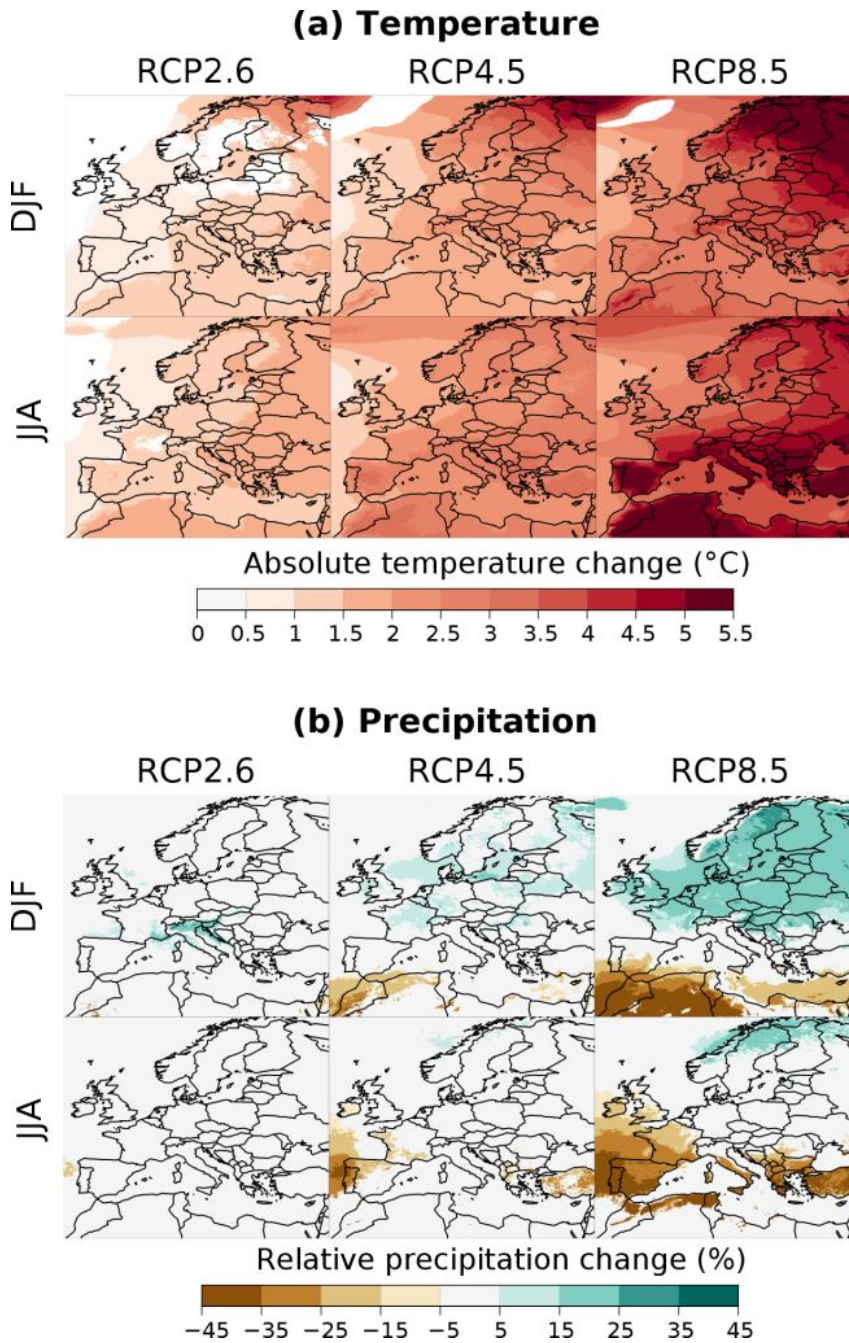 (a) Temperature
RCP2.6 RCP4.5 RCP8.5
DJF
JJA
Absolute temperature change (°C)
0 0.5 1 1.5 2 2.5 3 3.5 4 4.5 5 5.5
(b) Precipitation
RCP2.6 RCP4.5 RCP8.5
DJF
JJA
Relative precipitation change (%)
−45 −35 −25 −15 −5 5 15 25 35 45